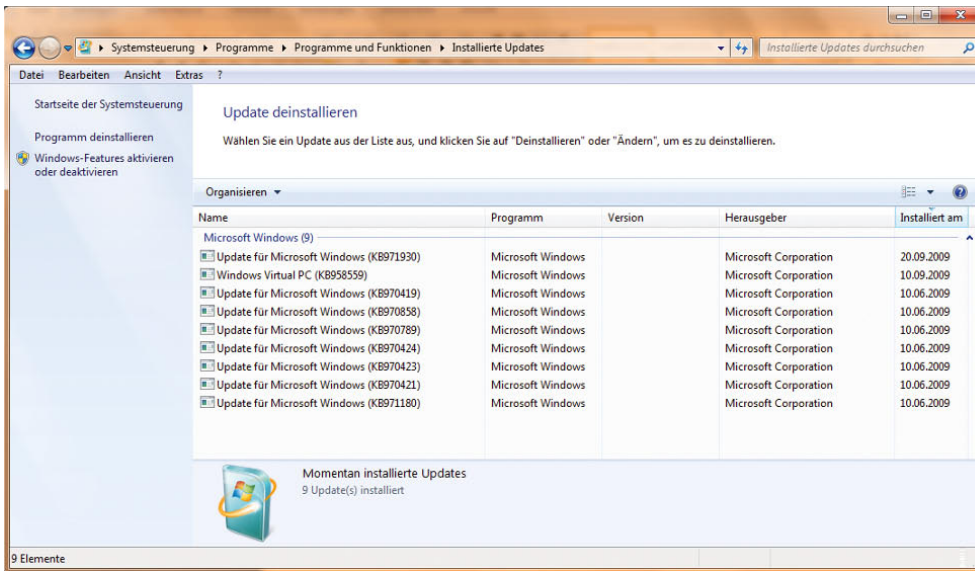 Systemsteuerung ▸ Programme ▸ Programme und Funktionen ▸ Installierte Updates
Installierte Updates durchsuchen
Datei Bearbeiten Ansicht Extras ?
Startseite der Systemsteuerung
Programm deinstallieren
Windows-Features aktivieren
oder deaktivieren
Update deinstallieren
Wählen Sie ein Update aus der Liste aus, und klicken Sie auf "Deinstallieren" oder "Ändern", um es zu deinstallieren.
Organisieren
Name Programm Version Herausgeber Installiert am
Microsoft Windows (9)
Update für Microsoft Windows (KB971930) Microsoft Windows Microsoft Corporation 20.09.2009
Windows Virtual PC (KB958559) Microsoft Windows Microsoft Corporation 10.09.2009
Update für Microsoft Windows (KB970419) Microsoft Windows Microsoft Corporation 10.06.2009
Update für Microsoft Windows (KB970858) Microsoft Windows Microsoft Corporation 10.06.2009
Update für Microsoft Windows (KB970789) Microsoft Windows Microsoft Corporation 10.06.2009
Update für Microsoft Windows (KB970424) Microsoft Windows Microsoft Corporation 10.06.2009
Update für Microsoft Windows (KB970423) Microsoft Windows Microsoft Corporation 10.06.2009
Update für Microsoft Windows (KB970421) Microsoft Windows Microsoft Corporation 10.06.2009
Update für Microsoft Windows (KB971180) Microsoft Windows Microsoft Corporation 10.06.2009
Momentan installierte Updates
9 Update(s) installiert
9 Elemente